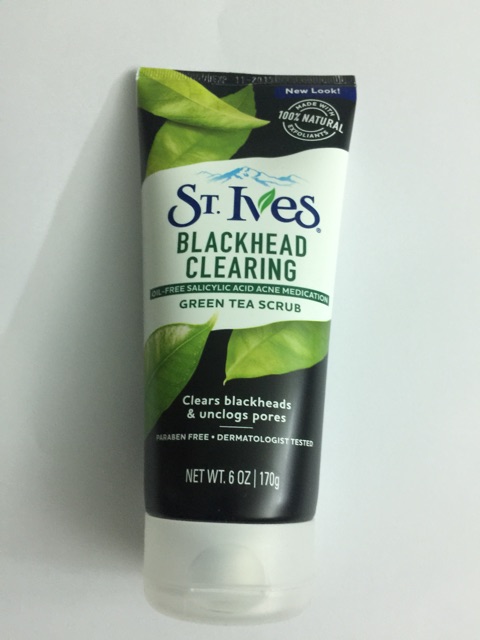 New Look!
MADE WITH
100% NATURAL
EXFOLIANTS
ST. Ives®
BLACKHEAD
CLEARING
OIL-FREE SALICYLIC ACID ACNE MEDICATION
GREEN TEA SCRUB
Clears blackheads
& unclogs pores
PARABEN FREE • DERMATOLOGIST TESTED
NET WT. 6 OZ | 170g